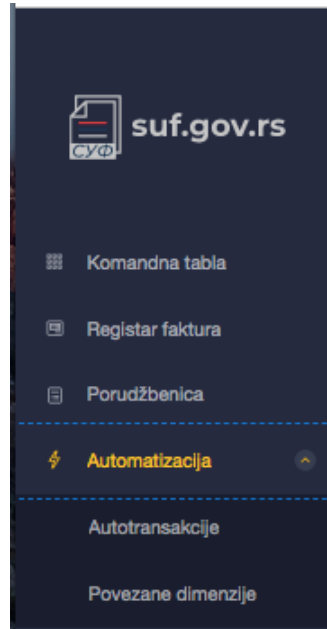 СУФ
suf.gov.rs
Komandna tabla
Registar faktura
Porudžbenica
Automatizacija
Autotransakcije
Povezane dimenzije